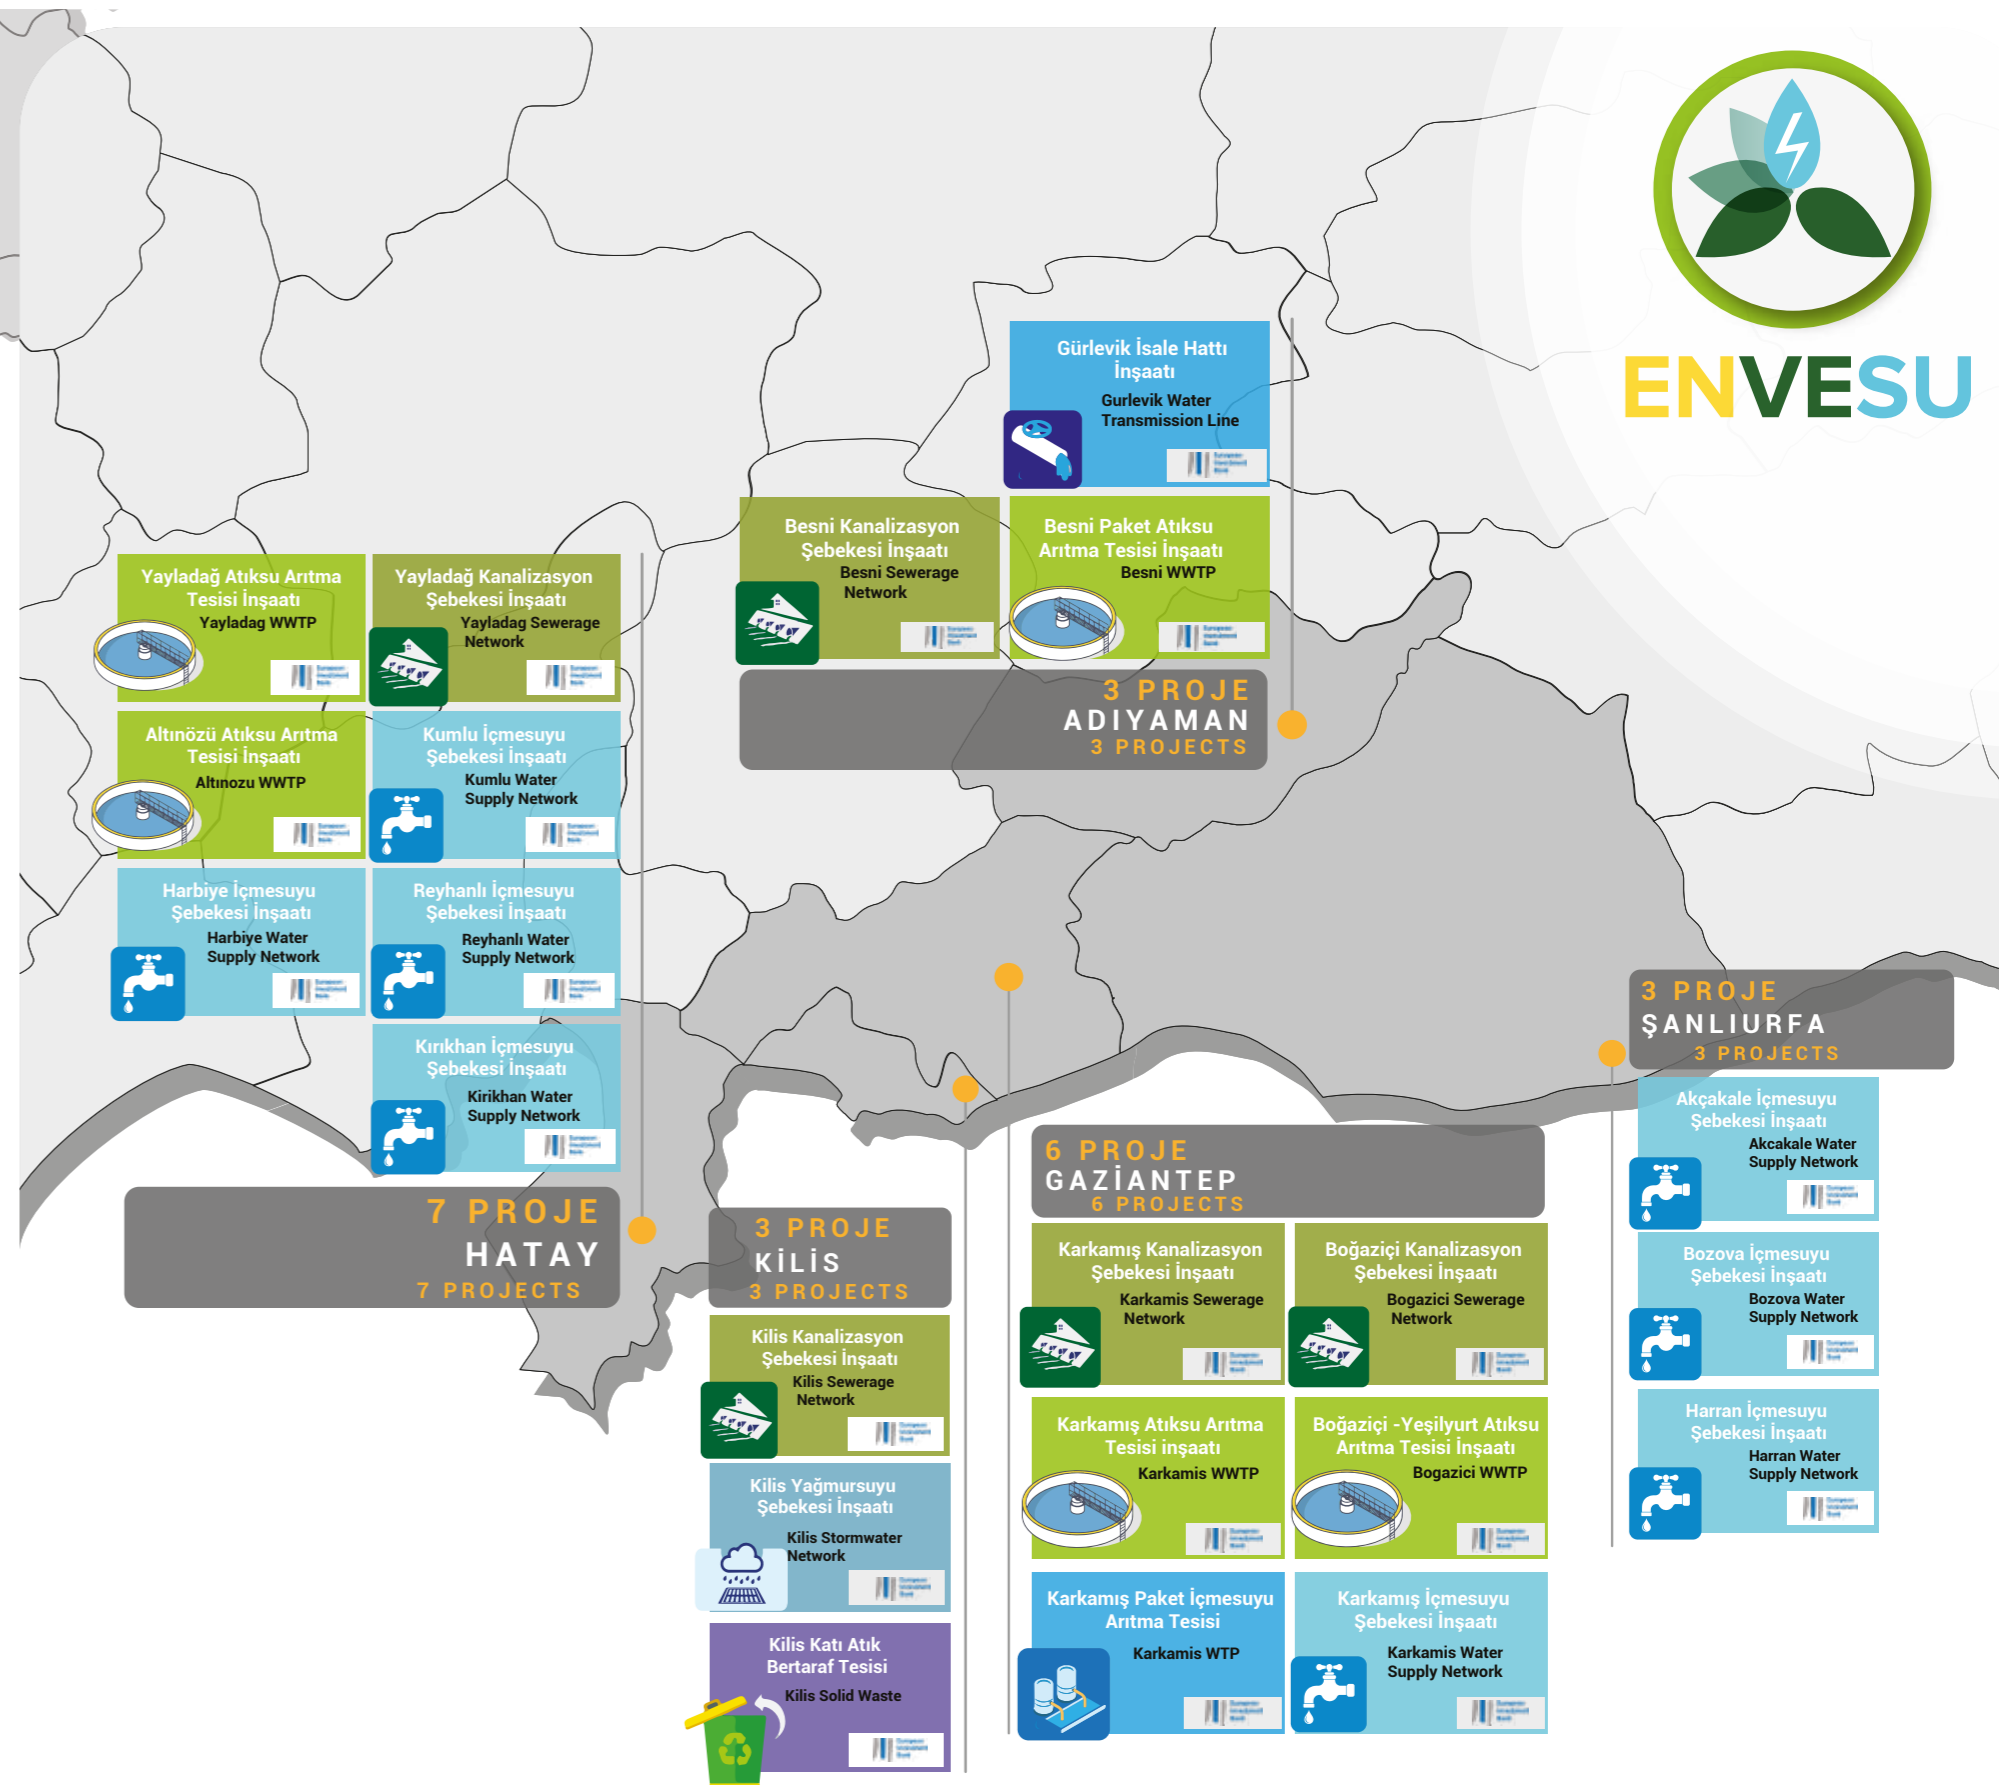 ENVESU
Gürlevik İsale Hattı
İnşaatı
Gurlevik Water
Transmission Line
Besni Kanalizasyon
Şebekesi İnşaatı
Besni Sewerage
Network
Besni Paket Atıksu
Arıtma Tesisi İnşaatı
Besni WWTP
3 PROJE
ADIYAMAN
3 PROJECTS
Yayladağ Atıksu Arıtma
Tesisi İnşaatı
Yayladag WWTP
Yayladağ Kanalizasyon
Şebekesi İnşaatı
Yayladag Sewerage
Network
Altınözü Atıksu Arıtma
Tesisi İnşaatı
Altınozu WWTP
Kumlu İçmesuyu
Şebekesi İnşaatı
Kumlu Water
Supply Network
Harbiye İçmesuyu
Şebekesi İnşaatı
Harbiye Water
Supply Network
Reyhanlı İçmesuyu
Şebekesi İnşaatı
Reyhanlı Water
Supply Network
Kırıkhan İçmesuyu
Şebekesi İnşaatı
Kirikhan Water
Supply Network
7 PROJE
HATAY
7 PROJECTS
3 PROJE
KİLİS
3 PROJECTS
Kilis Kanalizasyon
Şebekesi İnşaatı
Kilis Sewerage
Network
Kilis Yağmursuyu
Şebekesi İnşaatı
Kilis Stormwater
Network
Kilis Katı Atık
Bertaraf Tesisi
Kilis Solid Waste
6 PROJE
GAZİANTEP
6 PROJECTS
Karkamış Kanalizasyon
Şebekesi İnşaatı
Karkamis Sewerage
Network
Boğaziçi Kanalizasyon
Şebekesi İnşaatı
Bogazici Sewerage
Network
Karkamış Atıksu Arıtma
Tesisi inşaatı
Karkamis WWTP
Boğaziçi -Yeşilyurt Atıksu
Arıtma Tesisi İnşaatı
Bogazici WWTP
Karkamış Paket İçmesuyu
Arıtma Tesisi
Karkamis WTP
Karkamış İçmesuyu
Şebekesi İnşaatı
Karkamis Water
Supply Network
3 PROJE
ŞANLIURFA
3 PROJECTS
Akçakale İçmesuyu
Şebekesi İnşaatı
Akcakale Water
Supply Network
Bozova İçmesuyu
Şebekesi İnşaatı
Bozova Water
Supply Network
Harran İçmesuyu
Şebekesi İnşaatı
Harran Water
Supply Network